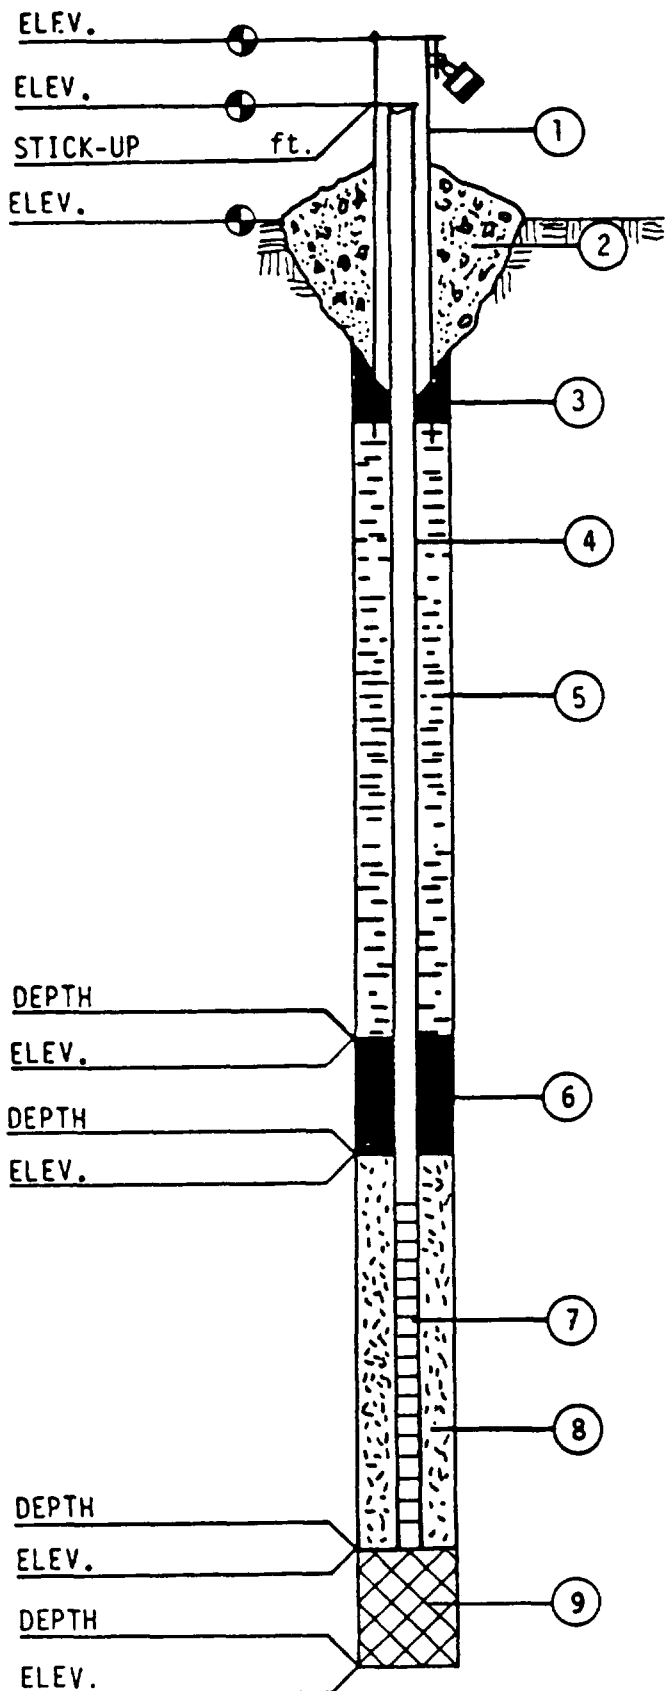 ELEV.
ELEV.
STICK-UP ft.
1
ELEV.
2
3
4
5
DEPTH
ELEV.
6
DEPTH
ELEV.
7
8
DEPTH
ELEV.
9
DEPTH
ELEV.